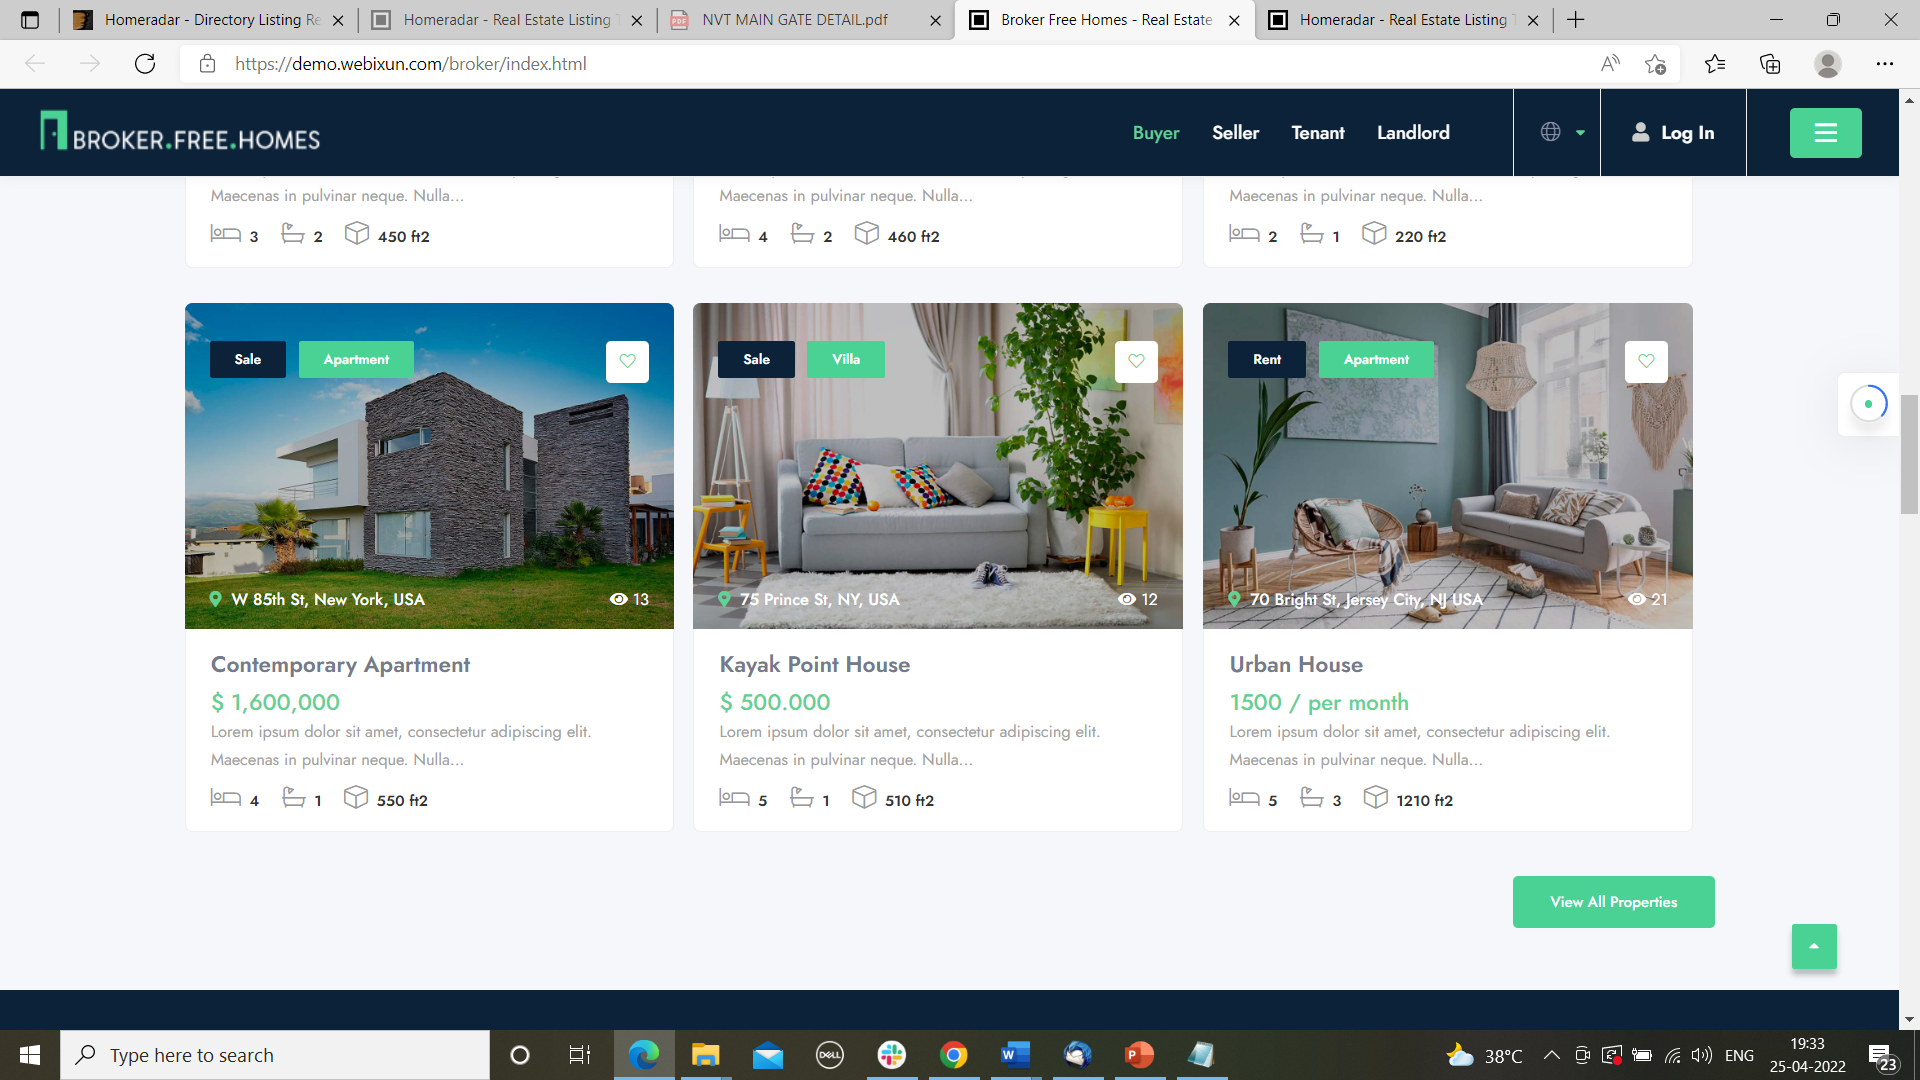 Homeradar - Directory Listing Re
Homeradar - Real Estate Listing T
NVT MAIN GATE DETAIL.pdf
Broker Free Homes - Real Estate
Homeradar - Real Estate Listing T
https://demo.webixun.com/broker/index.html
BROKER.FREE.HOMES
Buyer
Seller
Tenant
Landlord
Log In
Maecenas in pulvinar neque. Nulla...
3 2 450 ft2
Maecenas in pulvinar neque. Nulla...
4 2 460 ft2
Maecenas in pulvinar neque. Nulla...
2 1 220 ft2
Sale Apartment
W 85th St, New York, USA 13
Contemporary Apartment
$ 1,600,000
Lorem ipsum dolor sit amet, consectetur adipiscing elit.
Maecenas in pulvinar neque. Nulla...
4 1 550 ft2
Sale Villa
75 Prince St, NY, USA 12
Kayak Point House
$ 500.000
Lorem ipsum dolor sit amet, consectetur adipiscing elit.
Maecenas in pulvinar neque. Nulla...
5 1 510 ft2
Rent Apartment
70 Bright St, Jersey City, NJ USA 21
Urban House
1500 / per month
Lorem ipsum dolor sit amet, consectetur adipiscing elit.
Maecenas in pulvinar neque. Nulla...
5 3 1210 ft2
View All Properties
Type here to search
DELL
38°C
ENG
19:33
25-04-2022
23